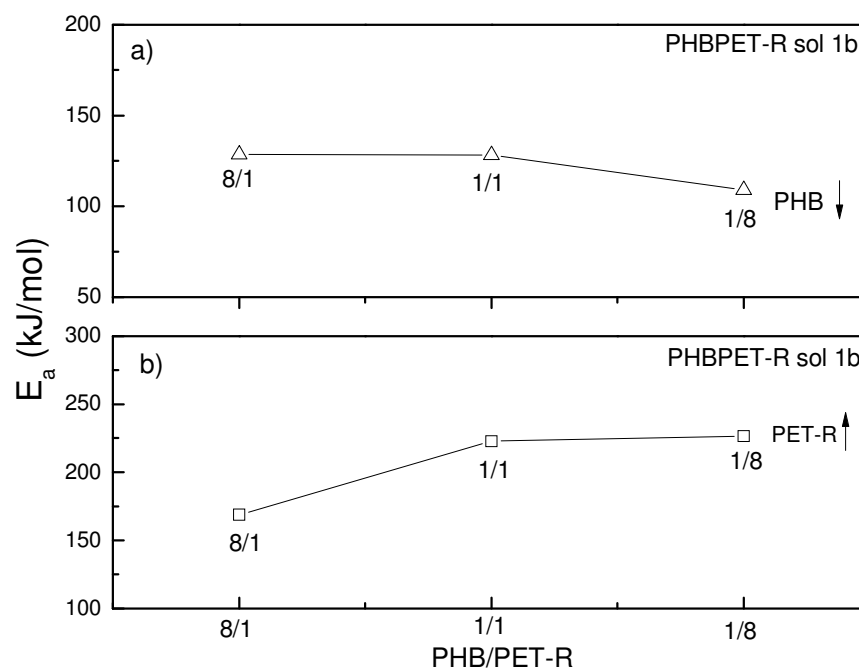 200
a)
PHBPET-R sol 1b
150
8/1
1/1
100
1/8
PHB
50
E_a (kJ/mol)
300
b)
PHBPET-R sol 1b
250
PET-R
1/1
1/8
200
150
8/1
100
8/1
1/1
1/8
PHB/PET-R